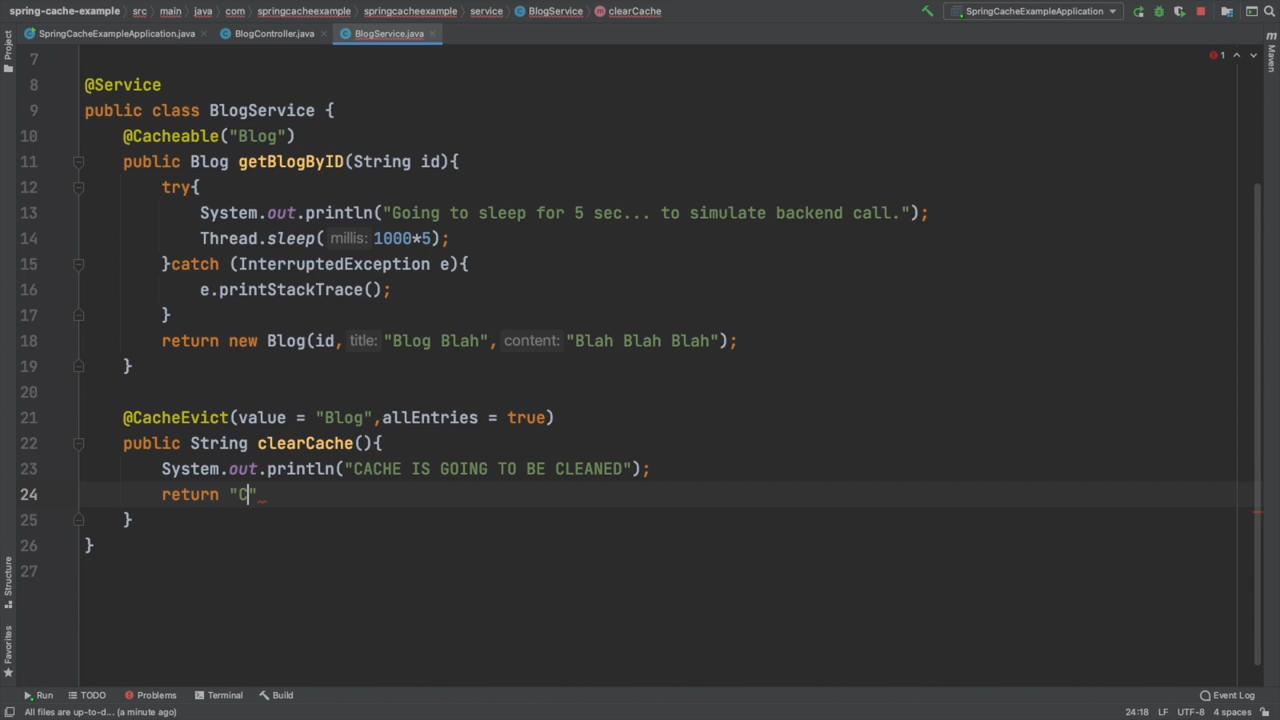 spring-cache-example src main java com springcacheexample springcacheexample service BlogService clearCache SpringCacheExampleApplication
SpringCacheExampleApplication.java BlogController.java BlogService.java
Project
Maven
1
7
8 @Service
9 public class BlogService {
10 @Cacheable("Blog")
11 public Blog getBlogByID(String id){
12 try{
13 System.out.println("Going to sleep for 5 sec... to simulate backend call.");
14 Thread.sleep( millis: 1000*5);
15 }catch (InterruptedException e){
16 e.printStackTrace();
17 }
18 return new Blog(id, title: "Blog Blah", content: "Blah Blah Blah");
19 }
20
21 @CacheEvict(value = "Blog",allEntries = true)
22 public String clearCache(){
23 System.out.println("CACHE IS GOING TO BE CLEANED");
24 return "C"
25 }
26 }
27
Structure
Favorites
Run TODO Problems Terminal Build Event Log
All files are up-to-d... (a minute ago) 24:18 LF UTF-8 4 spaces